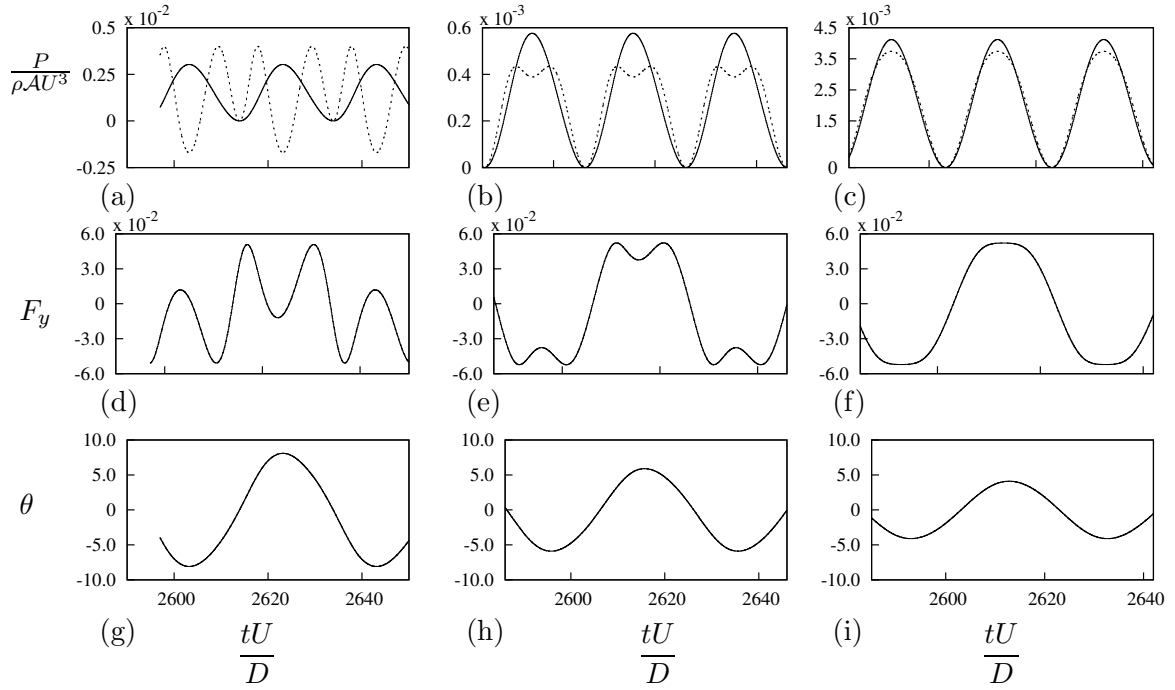 x 10^-2
x 10^-3
x 10^-3
P/ρAU^3
0.5
0.25
0
-0.25
0.6
0.4
0.2
0
4.5
3.5
1.5
0
(a)
(b)
(c)
x 10^-2
x 10^-2
x 10^-2
F_y
6.0
3.0
0
-3.0
-6.0
6.0
3.0
0
-3.0
-6.0
6.0
3.0
0
-3.0
-6.0
(d)
(e)
(f)
θ
10.0
5.0
0
-5.0
-10.0
10.0
5.0
0
-5.0
-10.0
10.0
5.0
0
-5.0
-10.0
2600 2620 2640
2600 2620 2640
2600 2620 2640
(g)
(h)
(i)
tU/D
tU/D
tU/D